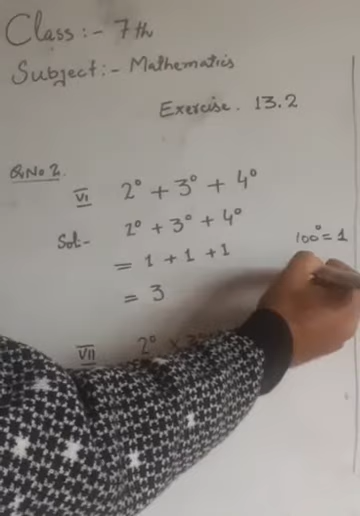 Class :- 7th
Subject :- Mathematics
Exercise. 13.2
Q.No 2.
VI 2° + 3° + 4°
Sol:- 2° + 3° + 4°
100° = 1
= 1 + 1 + 1
= 3
VII 2° ×